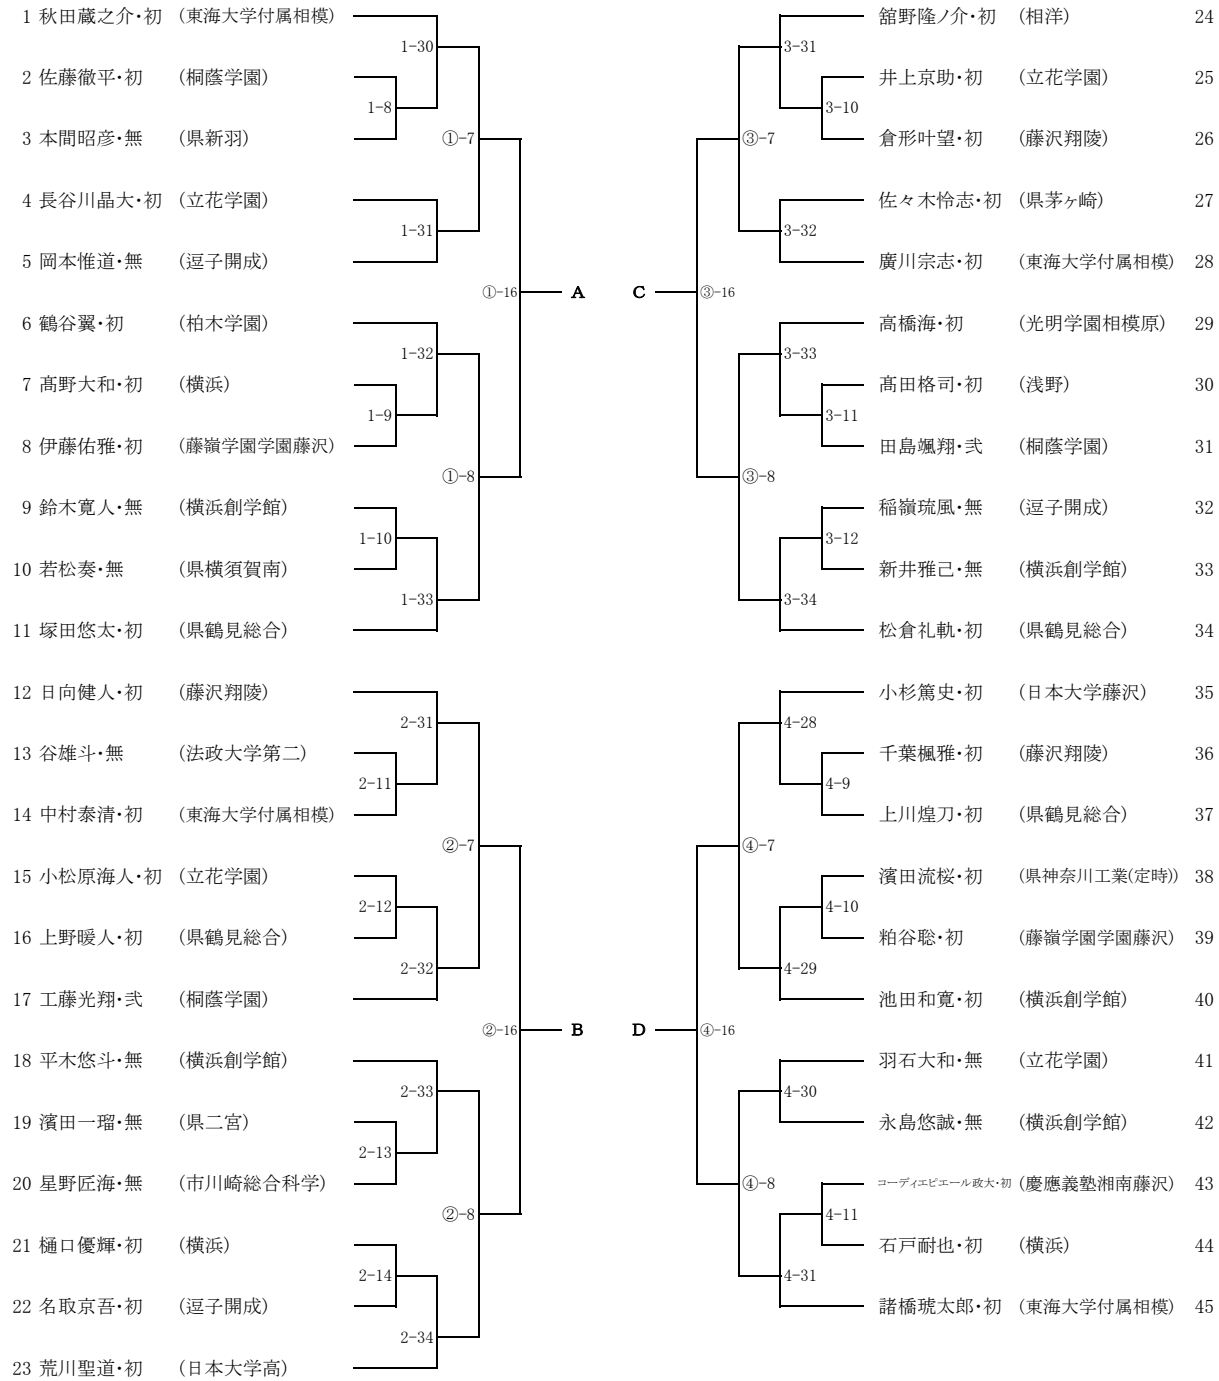 1 秋田蔵之介・初 (東海大学付属相模)
1-30
2 佐藤徹平・初 (桐蔭学園)
1-8
3 本間昭彦・無 (県新羽)
①-7
4 長谷川晶大・初 (立花学園)
1-31
5 岡本惟道・無 (逗子開成)
①-16 A
6 鶴谷翼・初 (柏木学園)
1-32
7 髙野大和・初 (横浜)
1-9
8 伊藤佑雅・初 (藤嶺学園学園藤沢)
①-8
9 鈴木寛人・無 (横浜創学館)
1-10
10 若松奏・無 (県横須賀南)
1-33
11 塚田悠太・初 (県鶴見総合)
12 日向健人・初 (藤沢翔陵)
2-31
13 谷雄斗・無 (法政大学第二)
2-11
14 中村泰清・初 (東海大学付属相模)
②-7
15 小松原海人・初 (立花学園)
2-12
16 上野暖人・初 (県鶴見総合)
2-32
17 工藤光翔・弐 (桐蔭学園)
②-16 B
18 平木悠斗・無 (横浜創学館)
2-33
19 濱田一瑠・無 (県二宮)
2-13
20 星野匠海・無 (市川崎総合科学)
②-8
21 樋口優輝・初 (横浜)
2-14
22 名取京吾・初 (逗子開成)
2-34
23 荒川聖道・初 (日本大学高)
舘野隆ノ介・初 (相洋) 24
3-31
井上京助・初 (立花学園) 25
3-10
倉形叶望・初 (藤沢翔陵) 26
③-7
佐々木怜志・初 (県茅ヶ崎) 27
3-32
廣川宗志・初 (東海大学付属相模) 28
C ③-16
高橋海・初 (光明学園相模原) 29
3-33
髙田格司・初 (浅野) 30
3-11
田島颯翔・弐 (桐蔭学園) 31
③-8
稲嶺琉風・無 (逗子開成) 32
3-12
新井雅己・無 (横浜創学館) 33
3-34
松倉礼軌・初 (県鶴見総合) 34
小杉篤史・初 (日本大学藤沢) 35
4-28
千葉楓雅・初 (藤沢翔陵) 36
4-9
上川煌刀・初 (県鶴見総合) 37
④-7
濱田流桜・初 (県神奈川工業(定時)) 38
4-10
粕谷聡・初 (藤嶺学園学園藤沢) 39
4-29
池田和寛・初 (横浜創学館) 40
D ④-16
羽石大和・無 (立花学園) 41
4-30
永島悠誠・無 (横浜創学館) 42
④-8
コーディエピエール政大・初 (慶應義塾湘南藤沢) 43
4-11
石戸耐也・初 (横浜) 44
4-31
諸橋琥太郎・初 (東海大学付属相模) 45